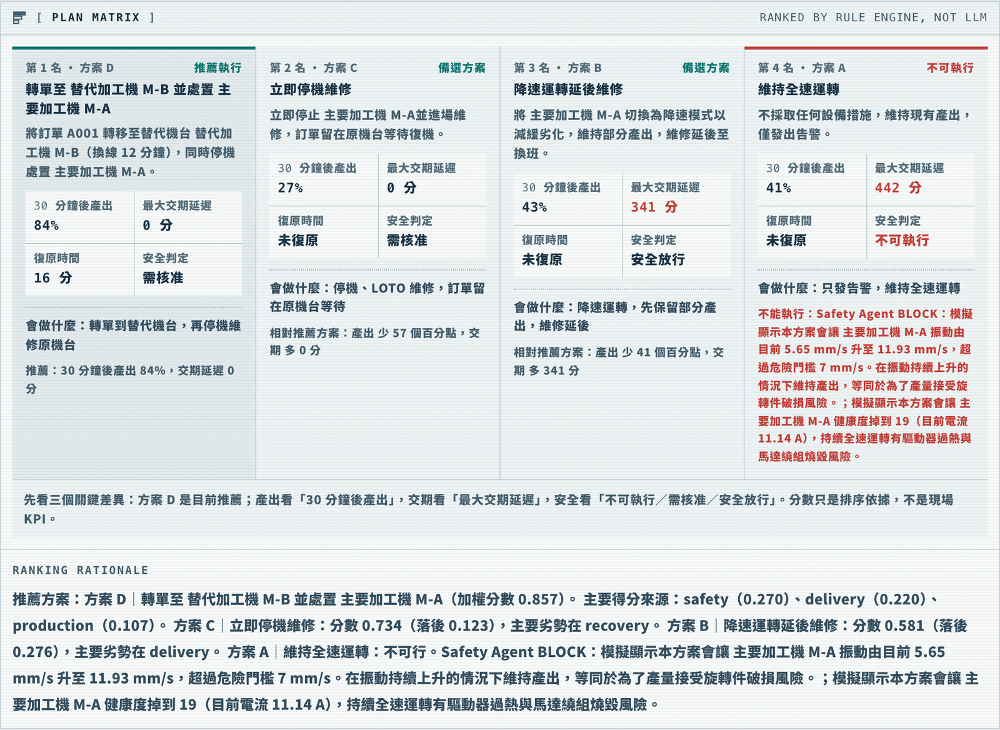 [ PLAN MATRIX ]
RANKED BY RULE ENGINE, NOT LLM
第 1 名 · 方案 D
推薦執行
轉單至 替代加工機 M-B 並處置 主
要加工機 M-A
將訂單 A001 轉移至替代機台 替代加
工機 M-B（換線 12 分鐘），同時停機
處置 主要加工機 M-A。
30 分鐘後產出
84%
最大交期延遲
0 分
復原時間
16 分
安全判定
需核准
會做什麼：轉單到替代機台，再停機維
修原機台
推薦：30 分鐘後產出 84%，交期延遲 0
分
第 2 名 · 方案 C
備選方案
立即停機維修
立即停止 主要加工機 M-A並進場維
修，訂單留在原機台等待復機。
30 分鐘後產出
27%
最大交期延遲
0 分
復原時間
未復原
安全判定
需核准
會做什麼：停機、LOTO 維修，訂單留
在原機台等待
相對推薦方案：產出 少 57 個百分點，交
期 多 0 分
第 3 名 · 方案 B
備選方案
降速運轉延後維修
將 主要加工機 M-A 切換為降速模式以
減緩劣化，維持部分產出，維修延後至
換班。
30 分鐘後產出
43%
最大交期延遲
341 分
復原時間
未復原
安全判定
安全放行
會做什麼：降速運轉，先保留部分產
出，維修延後
相對推薦方案：產出 少 41 個百分點，交
期 多 341 分
第 4 名 · 方案 A
不可執行
維持全速運轉
不採取任何設備措施，維持現有產出，
僅發出告警。
30 分鐘後產出
41%
最大交期延遲
442 分
復原時間
未復原
安全判定
不可執行
會做什麼：只發告警，維持全速運轉
不能執行：Safety Agent BLOCK：模擬
顯示本方案會讓 主要加工機 M-A 振動由
目前 5.65 mm/s 升至 11.93 mm/s，超
過危險門檻 7 mm/s。在振動持續上升的
情況下維持產出，等同於為了產量接受旋
轉件破損風險。；模擬顯示本方案會讓 主
要加工機 M-A 健康度掉到 19（目前電流
11.14 A），持續全速運轉有驅動器過熱與
馬達繞組燒毀風險。
先看三個關鍵差異：方案 D 是目前推薦；產出看「30 分鐘後產出」，交期看「最大交期延遲」，安全看「不可執行／需核准／安全放行」。分數只是排序依據，不是現場
KPI。
RANKING RATIONALE
推薦方案：方案 D｜轉單至 替代加工機 M-B 並處置 主要加工機 M-A（加權分數 0.857）。 主要得分來源：safety（0.270）、delivery（0.220）、
production（0.107）。 方案 C｜立即停機維修：分數 0.734（落後 0.123），主要劣勢在 recovery。 方案 B｜降速運轉延後維修：分數 0.581（落後
0.276），主要劣勢在 delivery。 方案 A｜維持全速運轉：不可行。Safety Agent BLOCK：模擬顯示本方案會讓 主要加工機 M-A 振動由目前 5.65
mm/s 升至 11.93 mm/s，超過危險門檻 7 mm/s。在振動持續上升的情況下維持產出，等同於為了產量接受旋轉件破損風險。；模擬顯示本方案會讓 主
要加工機 M-A 健康度掉到 19（目前電流 11.14 A），持續全速運轉有驅動器過熱與馬達繞組燒毀風險。